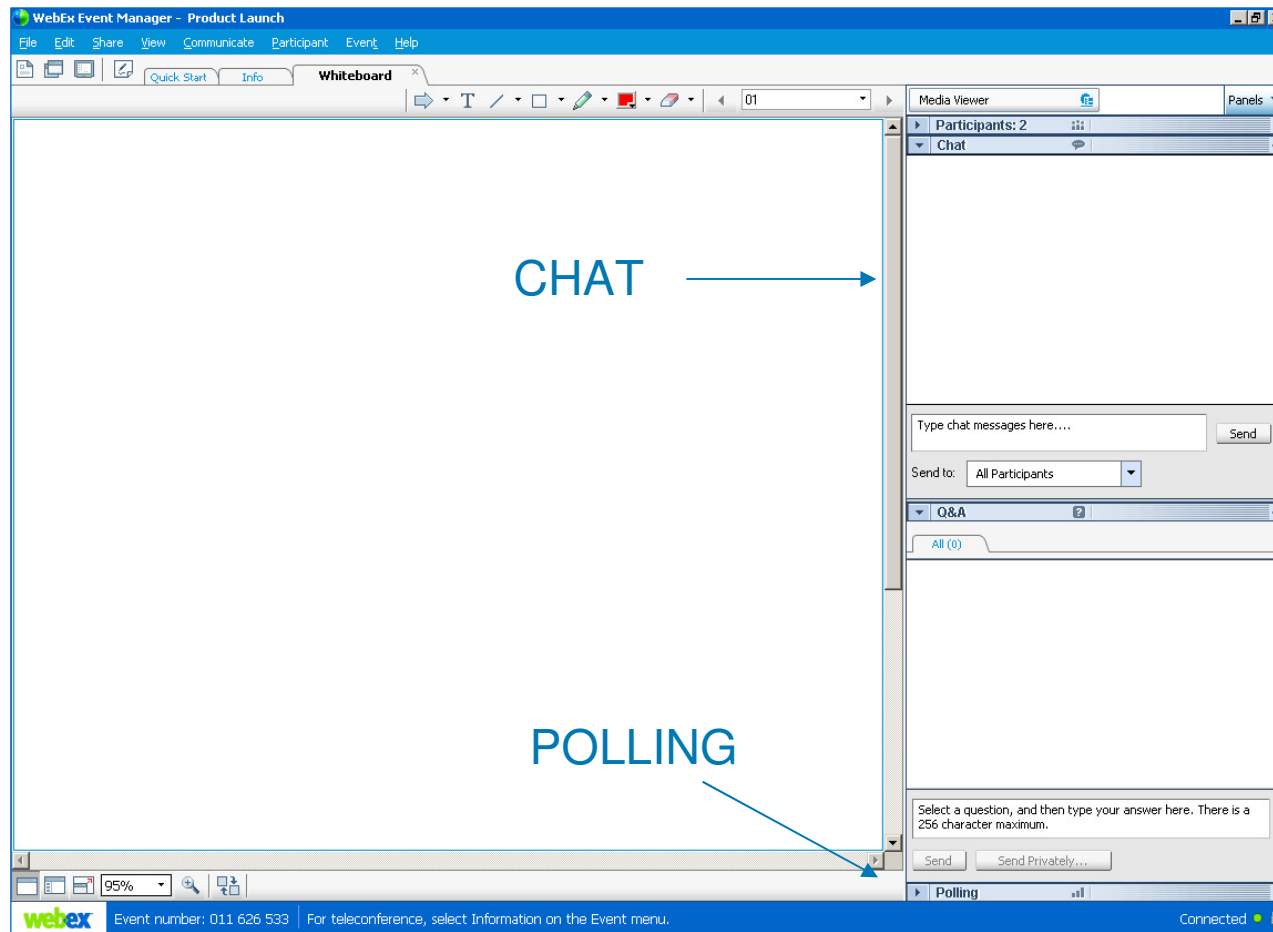 WebEx Event Manager - Product Launch
File Edit Share View Communicate Participant Event Help
Quick Start Info Whiteboard
T 01
Media Viewer Panels
Participants: 2
Chat
CHAT
Type chat messages here....
Send
Send to: All Participants
Q&A
All (0)
POLLING
Select a question, and then type your answer here. There is a
256 character maximum.
Send Send Privately...
95%
Polling
webex Event number: 011 626 533 For teleconference, select Information on the Event menu. Connected